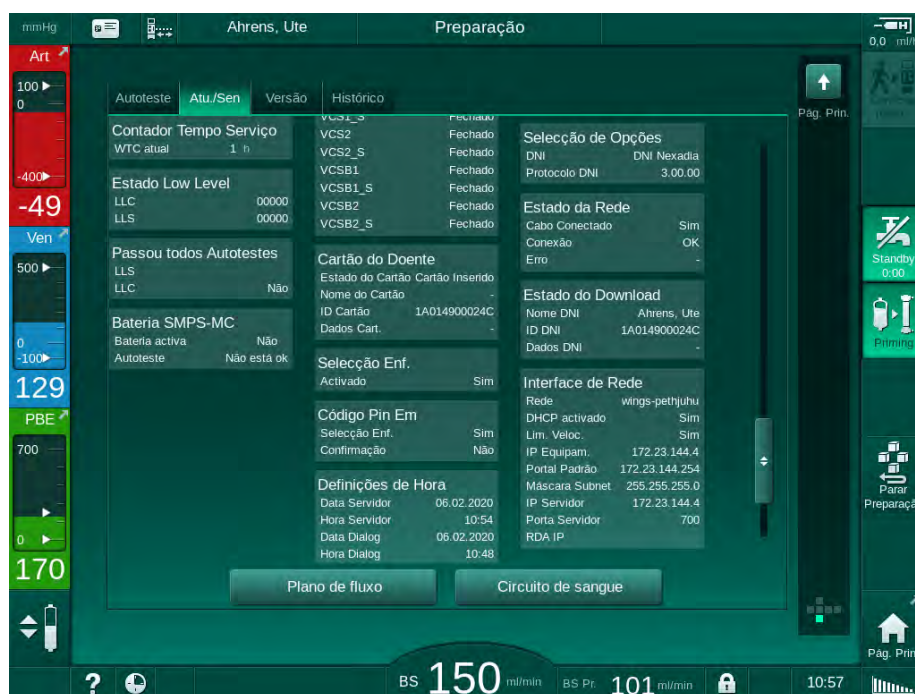 mmHg
Ahrens, Ute
Preparação
0,0 ml/h
Art
100
0
-400
-49
Ven
500
0
-100
129
PBE
700
0
170
Autoteste Atu./Sen Versão Histórico
Pág. Prin.
Contador Tempo Serviço
WTC atual 1 h
Estado Low Level
LLC 00000
LLS 00000
Passou todos Autotestes
LLS
LLC Não
Bateria SMPS-MC
Bateria activa Não
Autoteste Não está ok
VCS1_S Fechado
VCS2 Fechado
VCS2_S Fechado
VCSB1 Fechado
VCSB1_S Fechado
VCSB2 Fechado
VCSB2_S Fechado
Cartão do Doente
Estado do Cartão Cartão Inserido
Nome do Cartão -
ID Cartão 1A014900024C
Dados Cart. -
Selecção Enf.
Activado Sim
Código Pin Em
Selecção Enf. Sim
Confirmação Não
Definições de Hora
Data Servidor 06.02.2020
Hora Servidor 10:54
Data Dialog 06.02.2020
Hora Dialog 10:48
Selecção de Opções
DNI DNI Nexadia
Protocolo DNI 3.00.00
Estado da Rede
Cabo Conectado Sim
Conexão OK
Erro -
Estado do Download
Nome DNI Ahrens, Ute
ID DNI 1A014900024C
Dados DNI -
Interface de Rede
Rede wings-pethjuhu
DHCP activado Sim
Lim. Veloc. Sim
IP Equipam. 172.23.144.4
Portal Padrão 172.23.144.254
Máscara Subnet 255.255.255.0
IP Servidor 172.23.144.4
Porta Servidor 700
RDA IP
Plano de fluxo
Circuito de sangue
Standby
0:00
Priming
Parar
Preparaçã
Pág. Prin
? BS 150 ml/min BS Pr. 101 ml/min 10:57